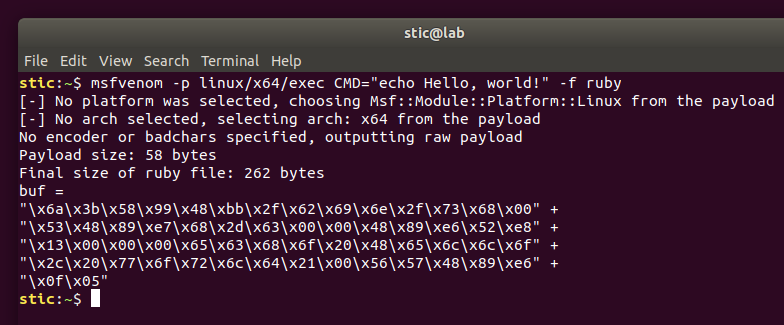 stic@lab
File Edit View Search Terminal Help
stic:~$ msfvenom -p linux/x64/exec CMD="echo Hello, world!" -f ruby
[-] No platform was selected, choosing Msf::Module::Platform::Linux from the payload
[-] No arch selected, selecting arch: x64 from the payload
No encoder or badchars specified, outputting raw payload
Payload size: 58 bytes
Final size of ruby file: 262 bytes
buf =
"\x6a\x3b\x58\x99\x48\xbb\x2f\x62\x69\x6e\x2f\x73\x68\x00" +
"\x53\x48\x89\xe7\x68\x2d\x63\x00\x00\x48\x89\xe6\x52\xe8" +
"\x13\x00\x00\x00\x65\x63\x68\x6f\x20\x48\x65\x6c\x6c\x6f" +
"\x2c\x20\x77\x6f\x72\x6c\x64\x21\x00\x56\x57\x48\x89\xe6" +
"\x0f\x05"
stic:~$